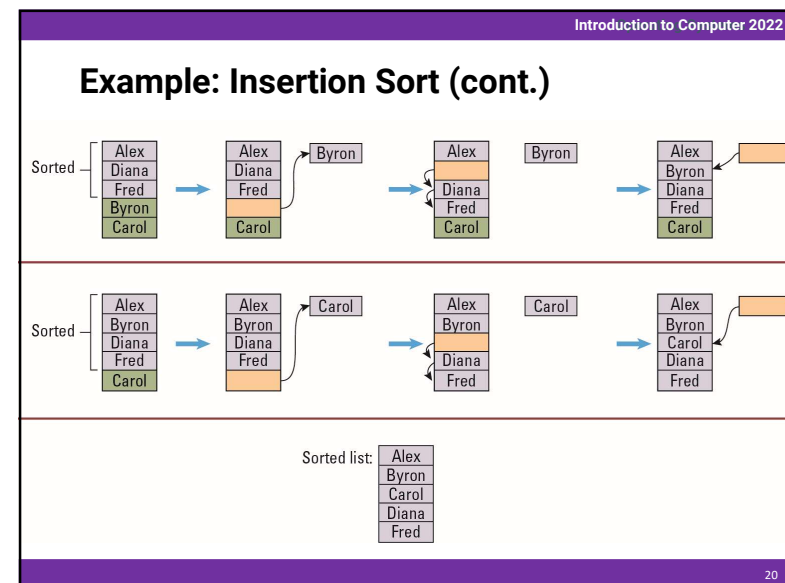 Introduction to Computer 2022
Example: Insertion Sort (cont.)
Sorted
Alex
Diana
Fred
Byron
Carol
Alex
Diana
Fred
Carol
Byron
Alex
Diana
Fred
Carol
Byron
Alex
Byron
Diana
Fred
Carol
Sorted
Alex
Byron
Diana
Fred
Carol
Alex
Byron
Diana
Fred
Carol
Alex
Byron
Diana
Fred
Carol
Alex
Byron
Carol
Diana
Fred
Sorted list:
Alex
Byron
Carol
Diana
Fred
20